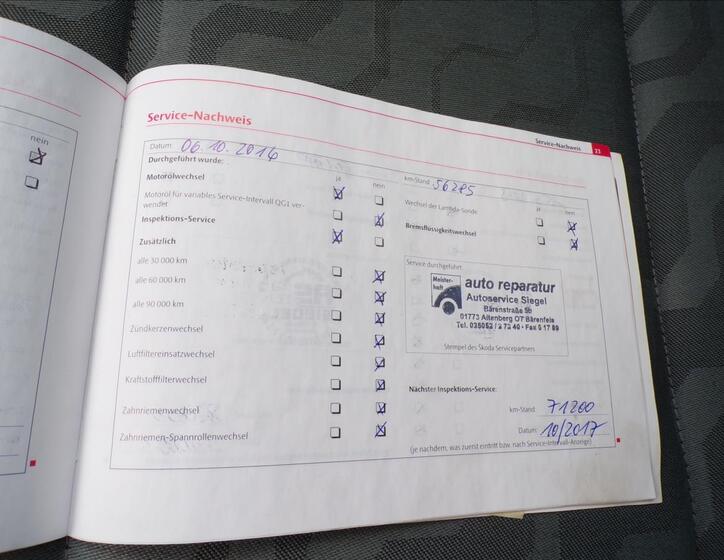 nein
Service-Nachweis
Service-Nachweis 23
Datum: 06.10.2016
Durchgeführt wurde:
ja nein
Motorölwechsel
Motoröl für variables Service-Intervall QG1 ver-
wendet
Inspektions-Service
Zusätzlich
alle 30 000 km
alle 60 000 km
alle 90 000 km
Zündkerzenwechsel
Luftfiltereinsatzwechsel
Kraftstofffilterwechsel
Zahnriemenwechsel
Zahnriemen-Spannrollenwechsel
km-Stand: 56285
ja nein
Wechsel der Lambda-Sonde
Bremsflüssigkeitswechsel
Service durchgeführt
Meister-
haft
auto reparatur
Autoservice Siegel
Bärenstraße
01773 Altenberg OT Bärenfels
Stempel des Škoda Servicepartners
Nächster Inspektions-Service:
km-Stand: 71200
Datum: 10/2017
(je nachdem, was zuerst eintritt bzw. nach Service-Intervall-Anzeige)